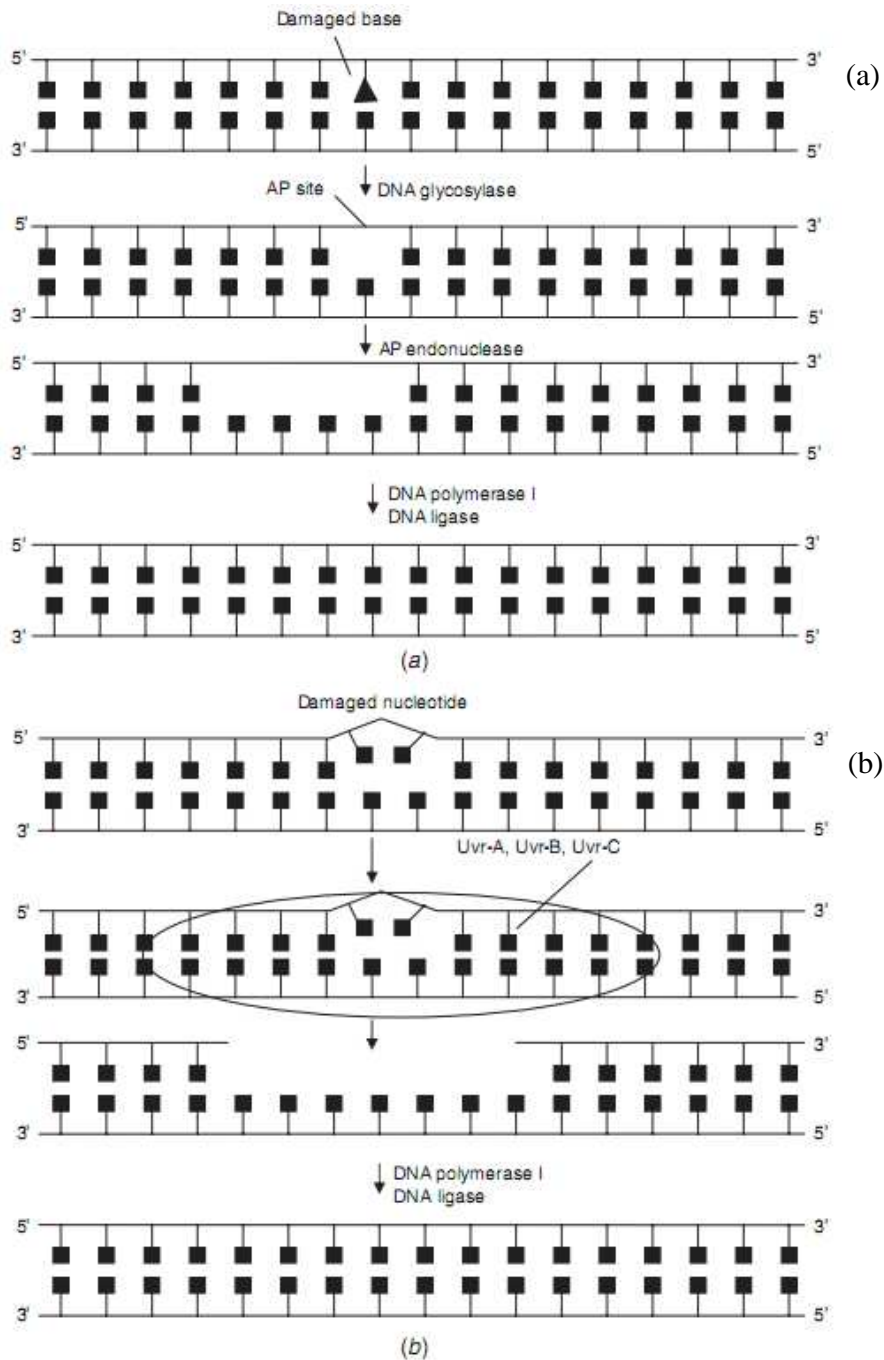 Damaged base
5' 3'
(a)
3' 5'
AP site
DNA glycosylase
5' 3'
3' 5'
AP endonuclease
5' 3'
3' 5'
DNA polymerase I
DNA ligase
5' 3'
3' 5'
(a)
Damaged nucleotide
5' 3'
(b)
3' 5'
Uvr-A, Uvr-B, Uvr-C
5' 3'
3' 5'
5' 3'
3' 5'
DNA polymerase I
DNA ligase
5' 3'
3' 5'
(b)